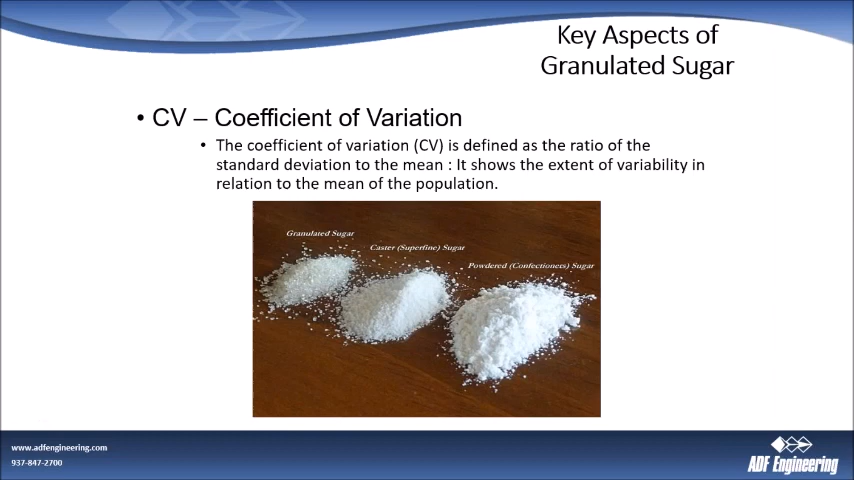 Key Aspects of
Granulated Sugar
• CV – Coefficient of Variation
• The coefficient of variation (CV) is defined as the ratio of the
standard deviation to the mean : It shows the extent of variability in
relation to the mean of the population.
Granulated Sugar
Caster (Superfine) Sugar
Powdered (Confectioners) Sugar
www.adfengineering.com
937-847-2700
ADF Engineering